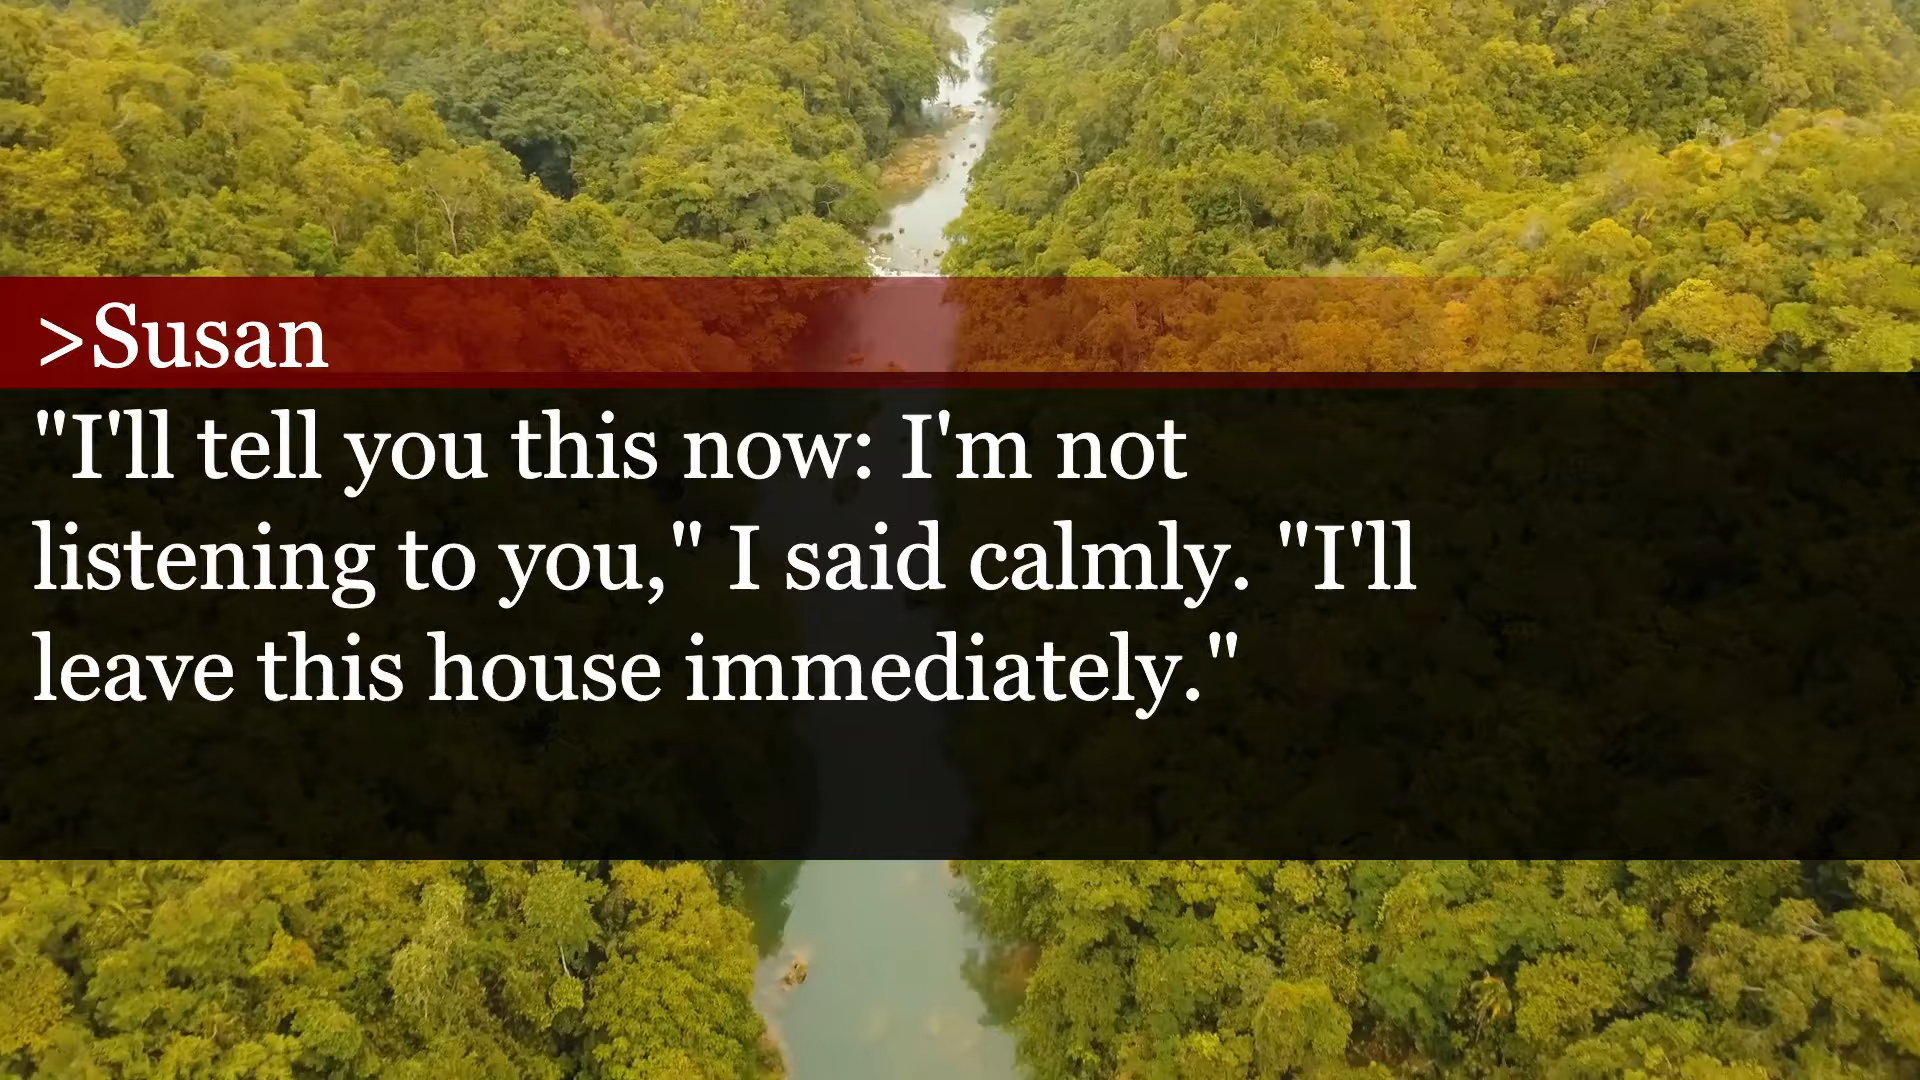 >Susan
"I'll tell you this now: I'm not
listening to you," I said calmly. "I'll
leave this house immediately."